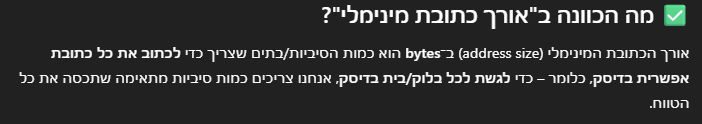 ✅ מה הכוונה ב"אורך כתובת מינימלי"?
אורך הכתובת המינימלי (address size) ב־bytes הוא כמות הסיביות/בתים שצריך כדי לכתוב את כל כתובת
אפשרית בדיסק, כלומר – כדי לגשת לכל בלוק/בית בדיסק, אנחנו צריכים כמות סיביות מתאימה שתכסה את כל
הטווח.